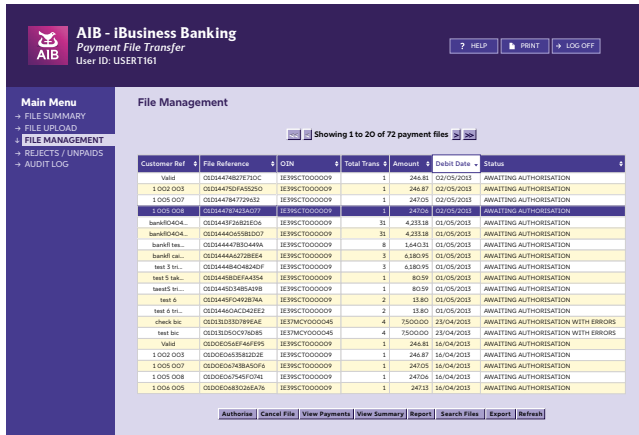 AIB
AIB - iBusiness Banking
Payment File Transfer
User ID: USERT161
? HELP
PRINT
→ LOG OFF
Main Menu
→ FILE SUMMARY
→ FILE UPLOAD
↓ FILE MANAGEMENT
→ REJECTS / UNPAIDS
→ AUDIT LOG
File Management
<< < Showing 1 to 20 of 72 payment files > >>
Customer Ref File Reference OIN Total Trans Amount Debit Date Status
Valid 01D14474B27E710C IE39SCT000009 1 246.81 02/05/2013 AWAITING AUTHORISATION
1 002 003 01D14475DFA55250 IE39SCT000009 1 246.87 02/05/2013 AWAITING AUTHORISATION
1 005 007 01D1447847729632 IE39SCT000009 1 247.05 02/05/2013 AWAITING AUTHORISATION
1 005 008 01D144787423AC77 IE39SCT000009 1 247.06 02/05/2013 AWAITING AUTHORISATION
bankfl0404... 01D1443F26B21E06 IE39SCT000009 31 4,233.18 01/05/2013 AWAITING AUTHORISATION
bankfl0404... 01D14440655B1D07 IE39SCT000009 31 4,233.18 01/05/2013 AWAITING AUTHORISATION
bankfl tes... 01D144447B30449A IE39SCT000009 8 1,640.31 01/05/2013 AWAITING AUTHORISATION
bankfl cai... 01D1444A6272BEE4 IE39SCT000009 3 6,180.95 01/05/2013 AWAITING AUTHORISATION
test 3 tri... 01D1444B404824DF IE39SCT000009 3 6,180.95 01/05/2013 AWAITING AUTHORISATION
test 5 tak... 01D1445BDEFA4354 IE39SCT000009 1 80.59 01/05/2013 AWAITING AUTHORISATION
taest5 tri.... 01D1445D34B5A19B IE39SCT000009 1 80.59 01/05/2013 AWAITING AUTHORISATION
test 6 01D1445F0492B74A IE39SCT000009 2 13.80 01/05/2013 AWAITING AUTHORISATION
test 6 tri... 01D14460ACD42EE2 IE39SCT000009 2 13.80 01/05/2013 AWAITING AUTHORISATION
check bic 01D131D33D789EAE IE37MCY000045 4 7,500.00 23/04/2013 AWAITING AUTHORISATION WITH ERRORS
test bic 01D131D50C976D85 IE37MCY000045 4 7,500.00 23/04/2013 AWAITING AUTHORISATION WITH ERRORS
Valid 01D0E056EF46FE95 IE39SCT000009 1 246.81 16/04/2013 AWAITING AUTHORISATION
1 002 003 01D0E06535812D2E IE39SCT000009 1 246.87 16/04/2013 AWAITING AUTHORISATION
1 005 007 01D0E06743BA50F6 IE39SCT000009 1 247.05 16/04/2013 AWAITING AUTHORISATION
1 005 008 01D0E067545F0741 IE39SCT000009 1 247.06 16/04/2013 AWAITING AUTHORISATION
1 006 005 01D0E0683026EA76 IE39SCT000009 1 247.13 16/04/2013 AWAITING AUTHORISATION
Authorise Cancel File View Payments View Summary Report Search Files Export Refresh